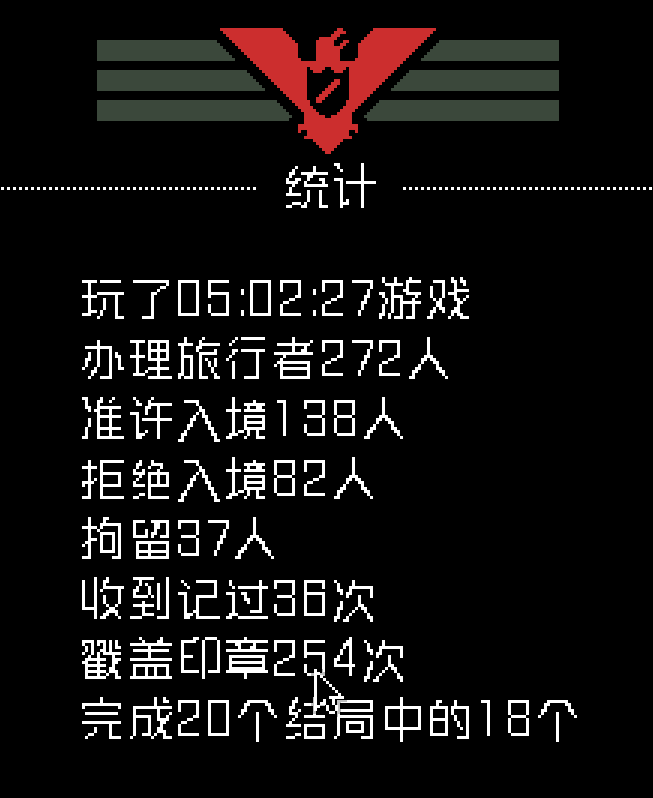 统计
玩了05:02:27游戏
办理旅行者272人
准许入境138人
拒绝入境82人
拘留37人
收到记过36次
戳盖印章254次
完成20个结局中的18个